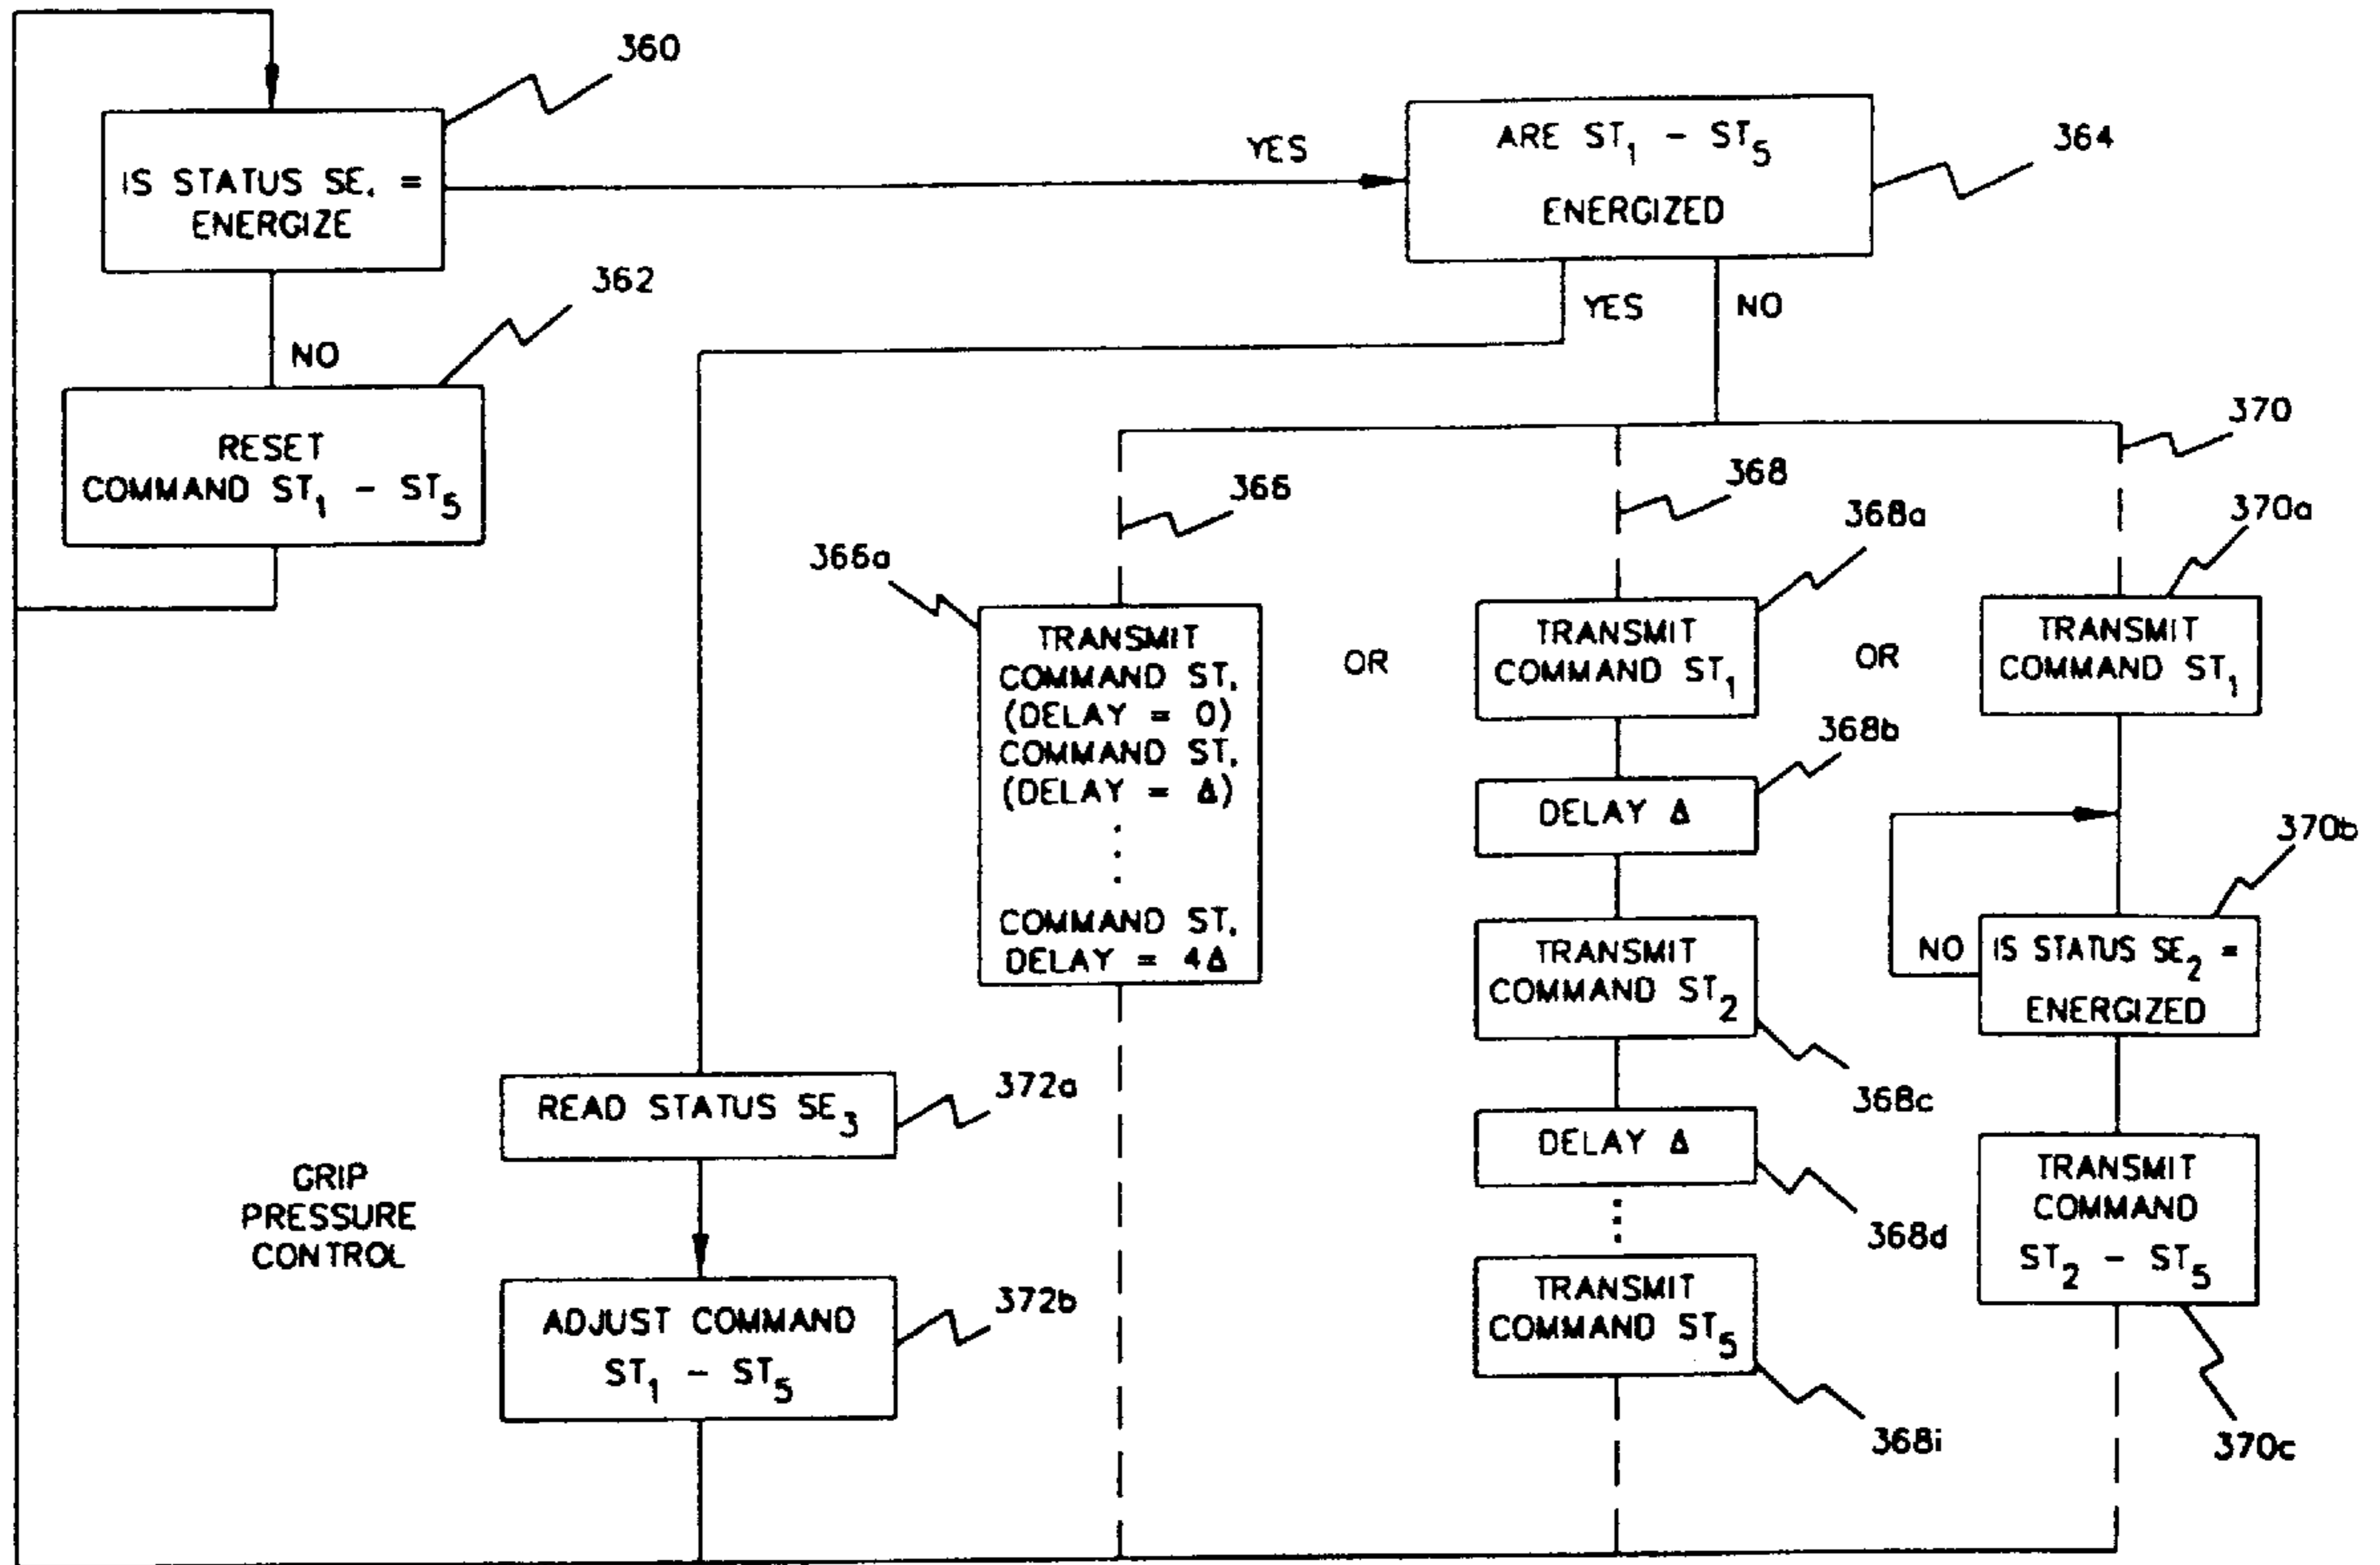 360
IS STATUS SE. =
ENERGIZE
YES
ARE ST₁ - ST₅
ENERGIZED
364
NO
362
RESET
COMMAND ST₁ - ST₅
YES
NO
366
368
370
366a
TRANSMIT
COMMAND ST.
(DELAY = 0)
COMMAND ST.
(DELAY = Δ)
COMMAND ST.
DELAY = 4Δ
OR
368a
TRANSMIT
COMMAND ST₁
368b
DELAY Δ
TRANSMIT
COMMAND ST₂
368c
DELAY Δ
368d
TRANSMIT
COMMAND ST₅
368i
OR
370a
TRANSMIT
COMMAND ST₁
370b
NO
IS STATUS SE₂ =
ENERGIZED
TRANSMIT
COMMAND
ST₂ - ST₅
370c
READ STATUS SE₃
372a
GRIP
PRESSURE
CONTROL
ADJUST COMMAND
ST₁ - ST₅
372b